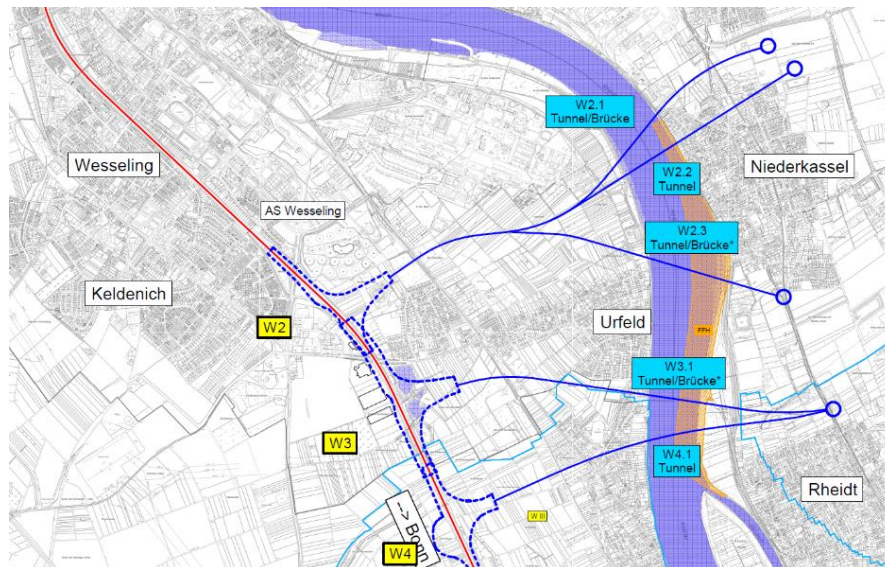 W2.1
Tunnel/Brücke
Wesseling
Niederkassel
W2.2
Tunnel
AS Wesseling
W2.3
Tunnel/Brücke*
Keldenich
W2
Urfeld
FFH
W3.1
Tunnel/Brücke*
W3
W4.1
Tunnel
Rheidt
W III
--> Bonn
W4